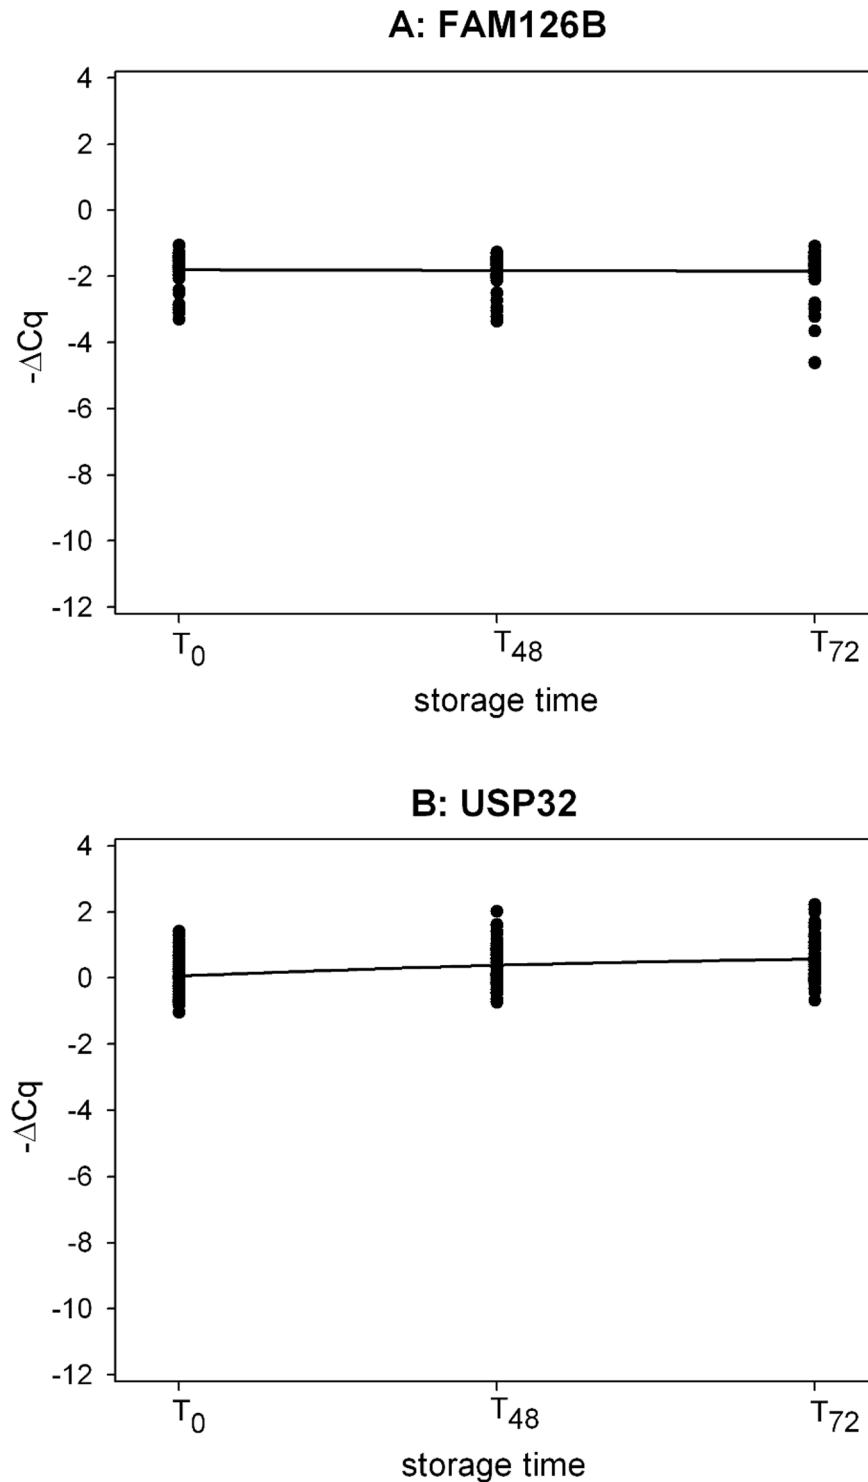 A: FAM126B
4
2
0
-2
-4
-6
-8
-10
-12
-ΔCq
T0 T48 T72
storage time
B: USP32
4
2
0
-2
-4
-6
-8
-10
-12
-ΔCq
T0 T48 T72
storage time